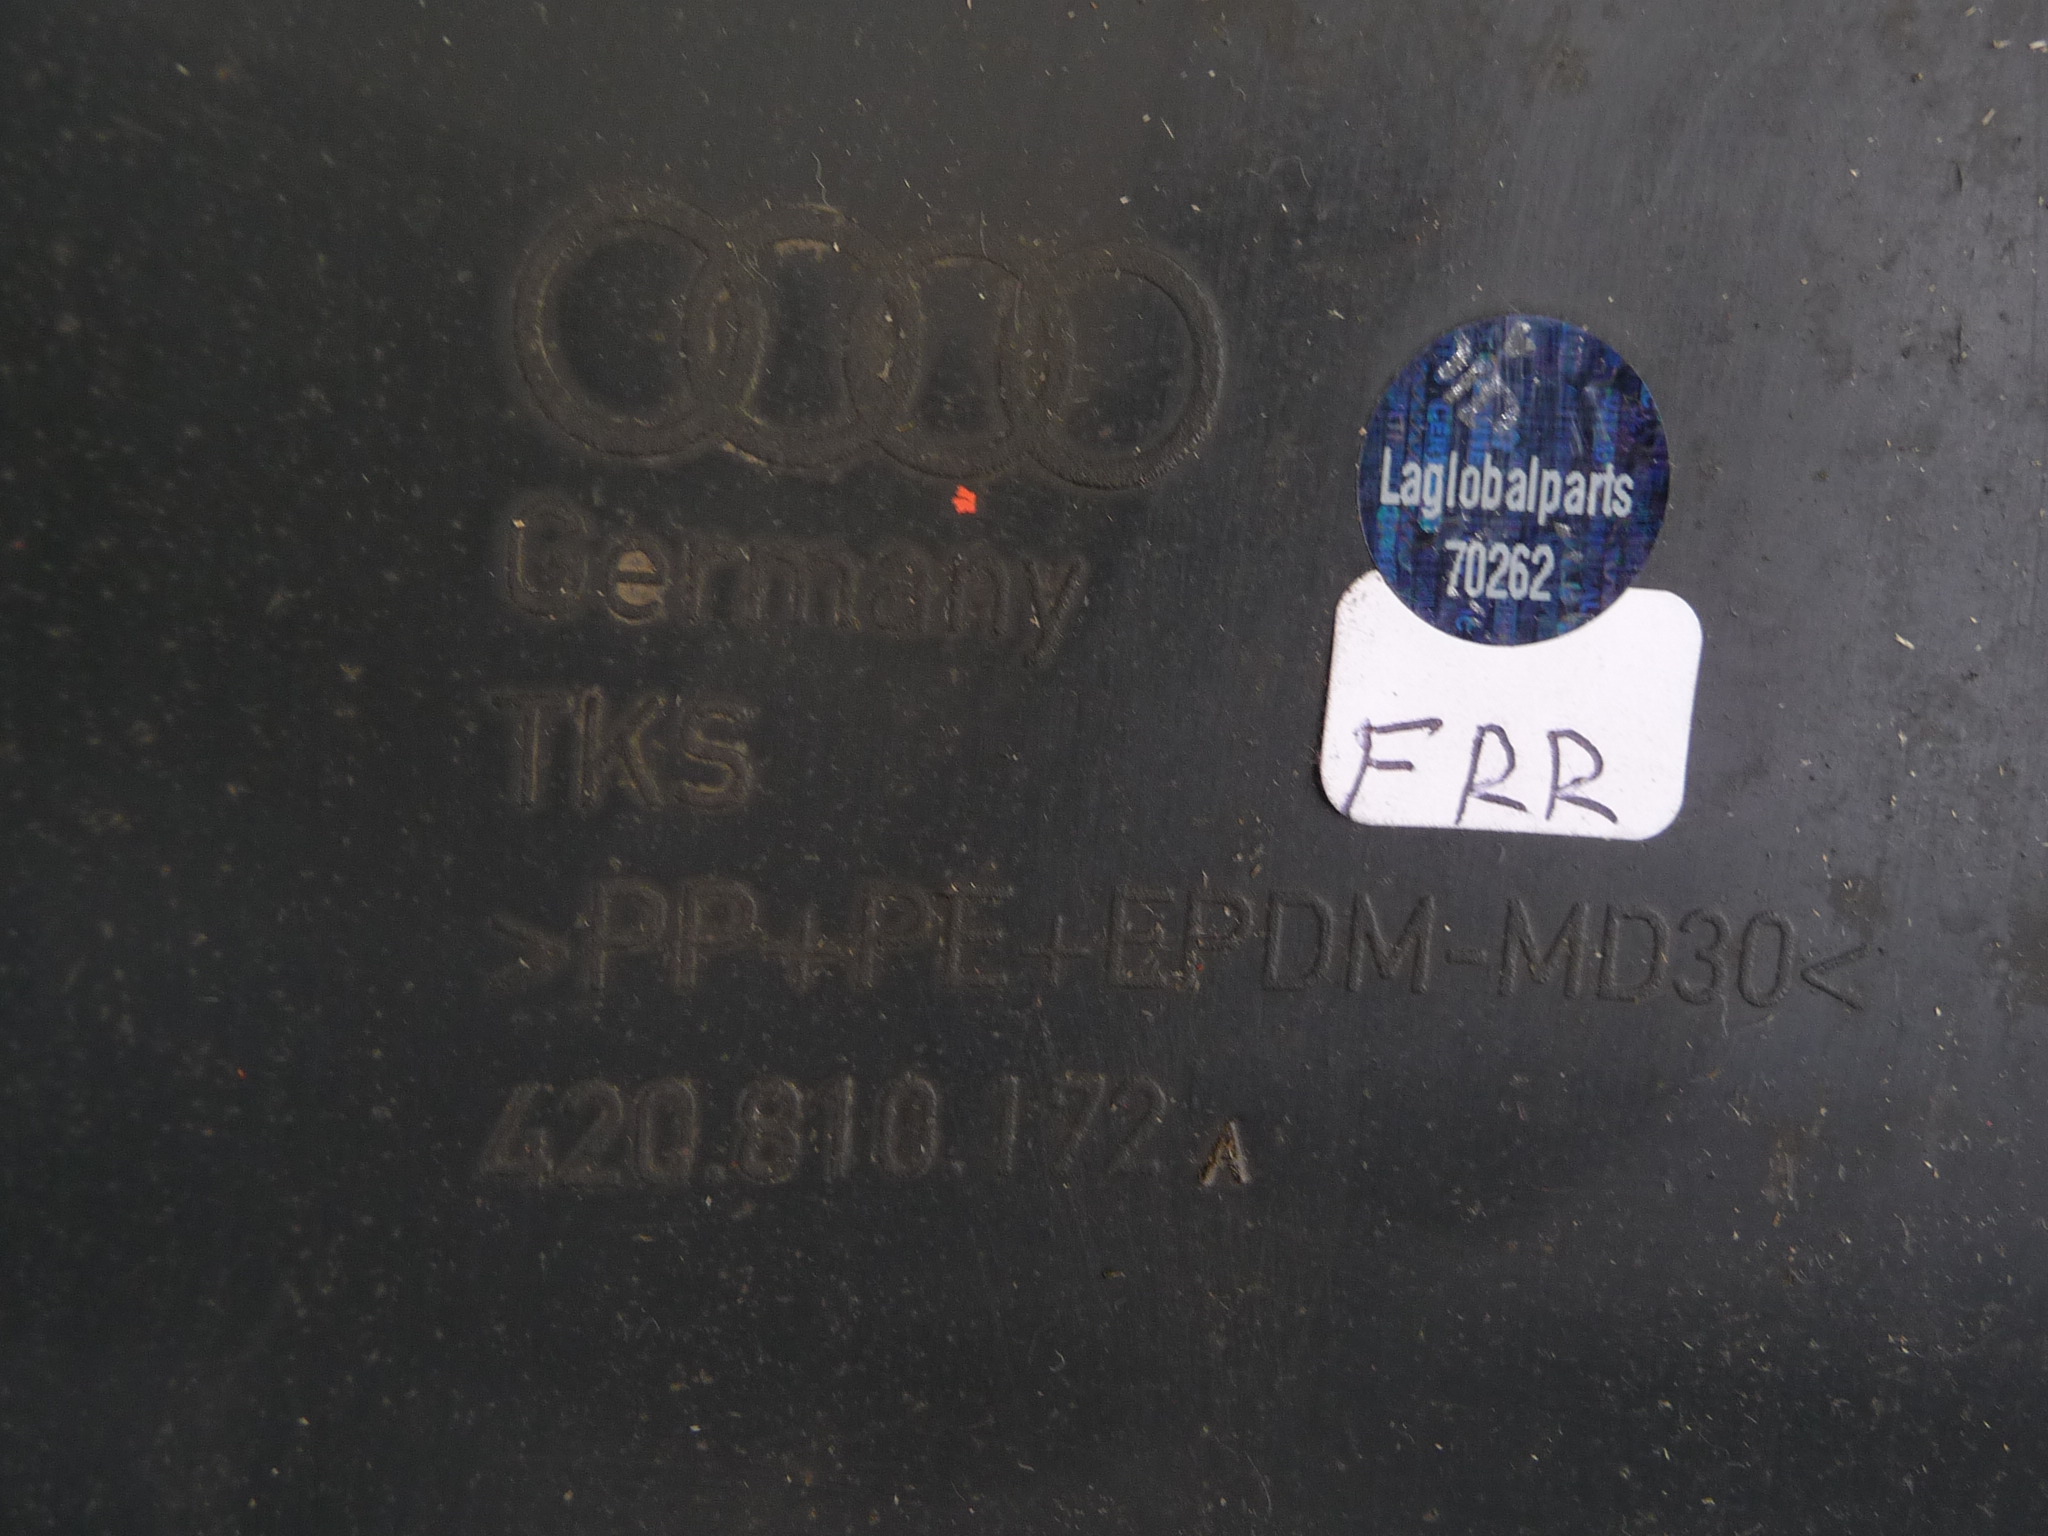 Germany
TKS
>PP+PE+EPDM-MD30<
420.810.172 A
Laglobalparts
70262
FRR